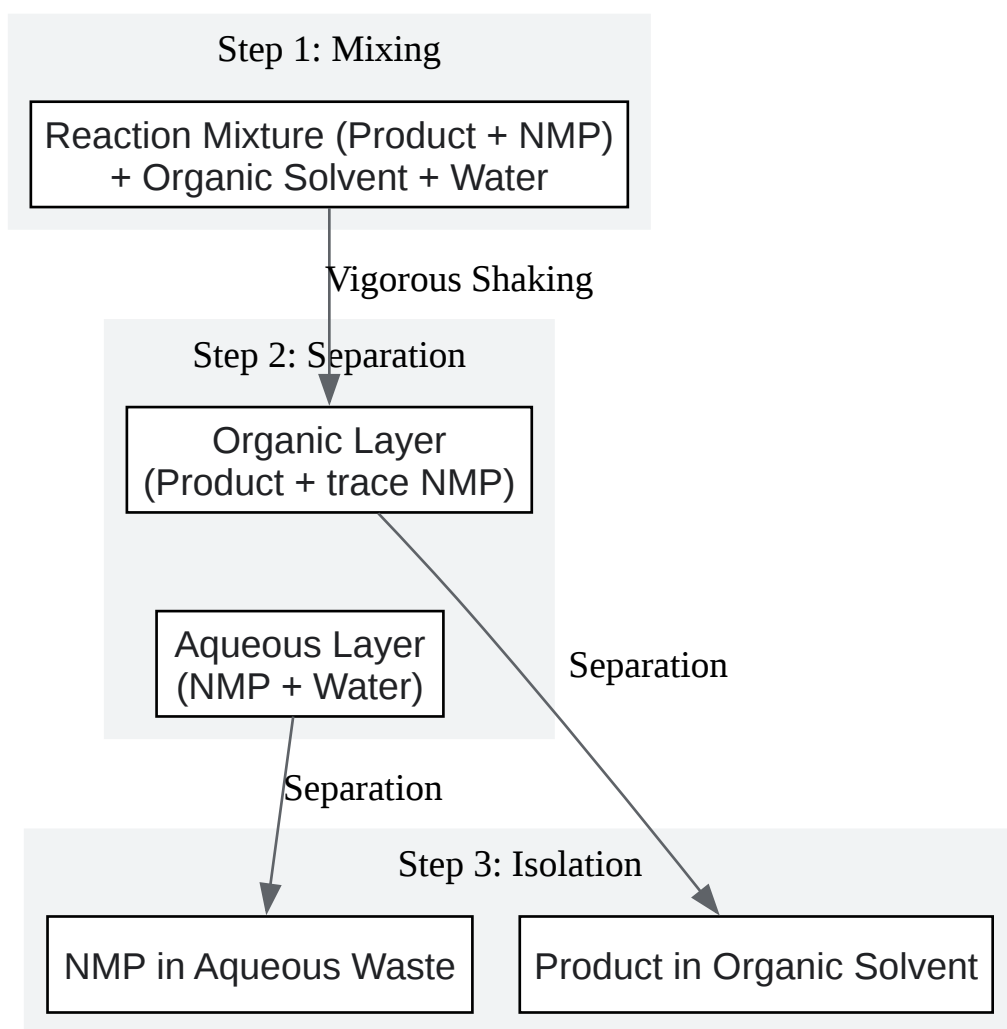 Step 1: Mixing
Reaction Mixture (Product + NMP)
+ Organic Solvent + Water
Vigorous Shaking
Step 2: Separation
Organic Layer
(Product + trace NMP)
Aqueous Layer
(NMP + Water)
Separation
Separation
Step 3: Isolation
NMP in Aqueous Waste
Product in Organic Solvent